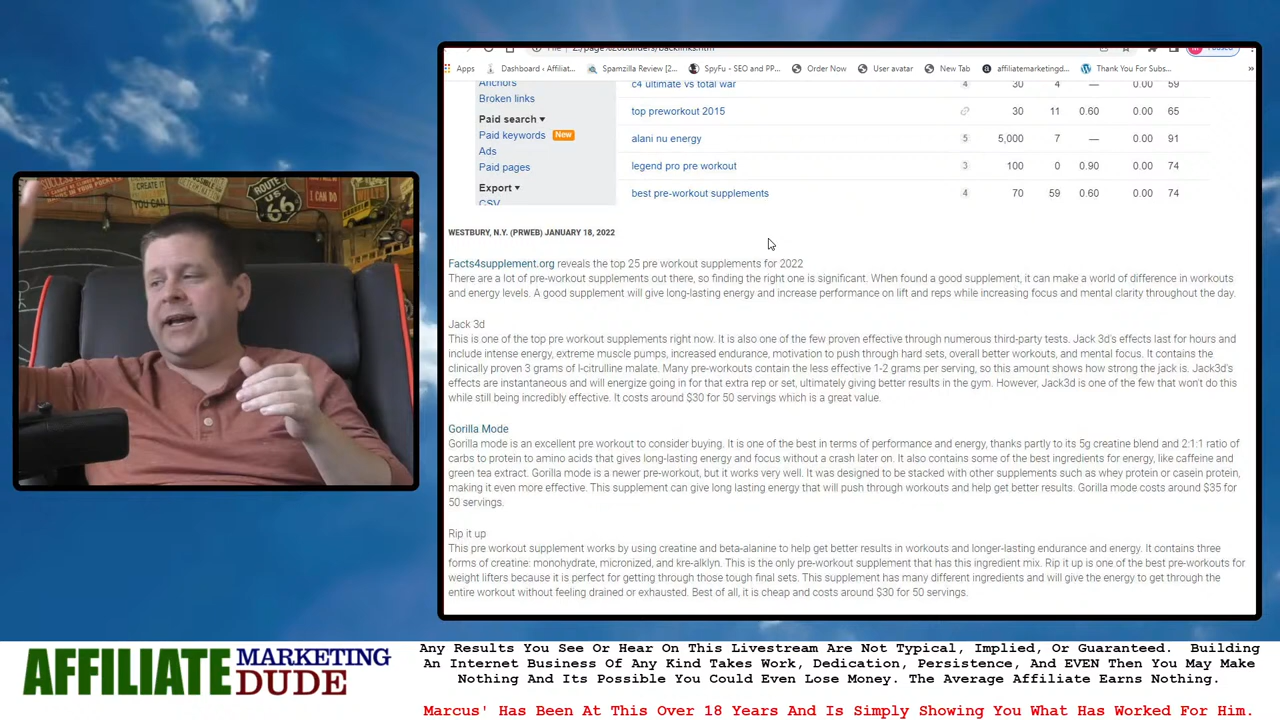 Apps
Dashboard ‹ Affiliat...
Spamzilla Review [2...
SpyFu - SEO and PP...
Order Now
User avatar
New Tab
affiliatemarketingd...
Thank You For Subs...
»
Anchors
Broken links
Paid search
Paid keywords New
Ads
Paid pages
Export
CSV
c4 ultimate vs total war 4 30 4 — 0.00 59
top preworkout 2015 30 11 0.60 0.00 65
alani nu energy 5 5,000 7 — 0.00 91
legend pro pre workout 3 100 0 0.90 0.00 74
best pre-workout supplements 4 70 59 0.60 0.00 74
WESTBURY, N.Y. (PRWEB) JANUARY 18, 2022
Facts4supplement.org reveals the top 25 pre workout supplements for 2022
There are a lot of pre-workout supplements out there, so finding the right one is significant. When found a good supplement, it can make a world of difference in workouts
and energy levels. A good supplement will give long-lasting energy and increase performance on lift and reps while increasing focus and mental clarity throughout the day.
Jack 3d
This is one of the top pre workout supplements right now. It is also one of the few proven effective through numerous third-party tests. Jack 3d's effects last for hours and
include intense energy, extreme muscle pumps, increased endurance, motivation to push through hard sets, overall better workouts, and mental focus. It contains the
clinically proven 3 grams of l-citrulline malate. Many pre-workouts contain the less effective 1-2 grams per serving, so this amount shows how strong the jack is. Jack3d's
effects are instantaneous and will energize going in for that extra rep or set, ultimately giving better results in the gym. However, Jack3d is one of the few that won't do this
while still being incredibly effective. It costs around $30 for 50 servings which is a great value.
Gorilla Mode
Gorilla mode is an excellent pre workout to consider buying. It is one of the best in terms of performance and energy, thanks partly to its 5g creatine blend and 2:1:1 ratio of
carbs to protein to amino acids that gives long-lasting energy and focus without a crash later on. It also contains some of the best ingredients for energy, like caffeine and
green tea extract. Gorilla mode is a newer pre-workout, but it works very well. It was designed to be stacked with other supplements such as whey protein or casein protein,
making it even more effective. This supplement can give long lasting energy that will push through workouts and help get better results. Gorilla mode costs around $35 for
50 servings.
Rip it up
This pre workout supplement works by using creatine and beta-alanine to help get better results in workouts and longer-lasting endurance and energy. It contains three
forms of creatine: monohydrate, micronized, and kre-alklyn. This is the only pre-workout supplement that has this ingredient mix. Rip it up is one of the best pre-workouts for
weight lifters because it is perfect for getting through those tough final sets. This supplement has many different ingredients and will give the energy to get through the
entire workout without feeling drained or exhausted. Best of all, it is cheap and costs around $30 for 50 servings.
CREATE IT
YOU CAN
ROUTE
US
66
I CAN DO
AFFILIATE MARKETING
DUDE
Any Results You See Or Hear On This Livestream Are Not Typical, Implied, Or Guaranteed. Building
An Internet Business Of Any Kind Takes Work, Dedication, Persistence, And EVEN Then You May Make
Nothing And Its Possible You Could Even Lose Money. The Average Affiliate Earns Nothing.
Marcus' Has Been At This Over 18 Years And Is Simply Showing You What Has Worked For Him.